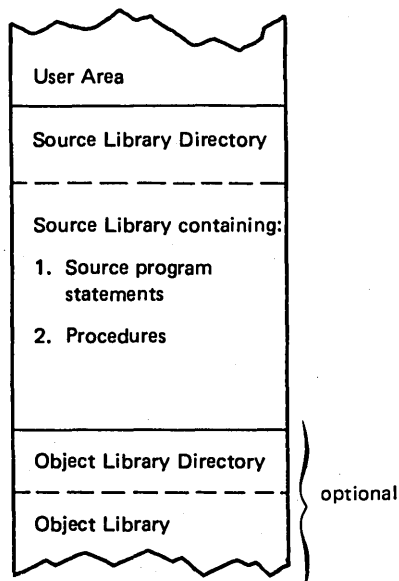 User Area
Source Library Directory
Source Library containing:
1. Source program
statements
2. Procedures
Object Library Directory
optional
Object Library